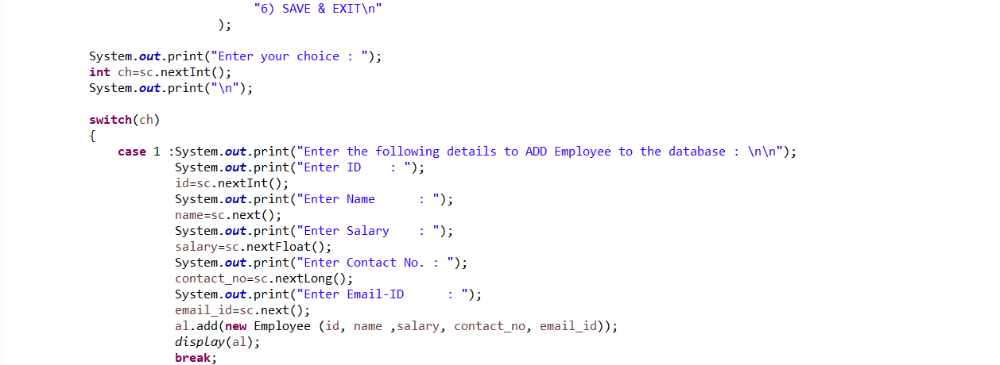 "6) SAVE & EXIT\n"
);
System.out.print("Enter your choice : ");
int ch=sc.nextInt();
System.out.print("\n");
switch(ch)
{
case 1 :System.out.print("Enter the following details to ADD Employee to the database : \n\n");
System.out.print("Enter ID    : ");
id=sc.nextInt();
System.out.print("Enter Name      : ");
name=sc.next();
System.out.print("Enter Salary    : ");
salary=sc.nextFloat();
System.out.print("Enter Contact No. : ");
contact_no=sc.nextLong();
System.out.print("Enter Email-ID      : ");
email_id=sc.next();
al.add(new Employee (id, name ,salary, contact_no, email_id));
display(al);
break;